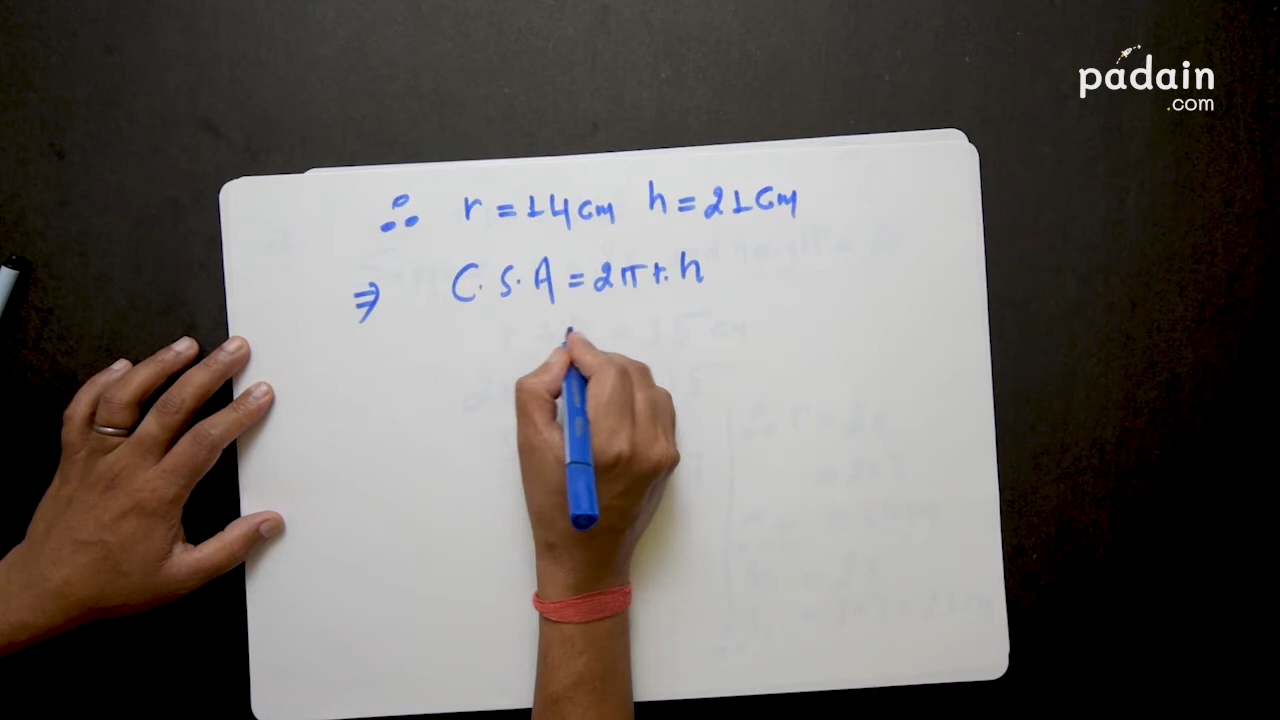 padain
.com
∴ r = 14cm h = 21cm
⇒ C.S.A = 2πr.h